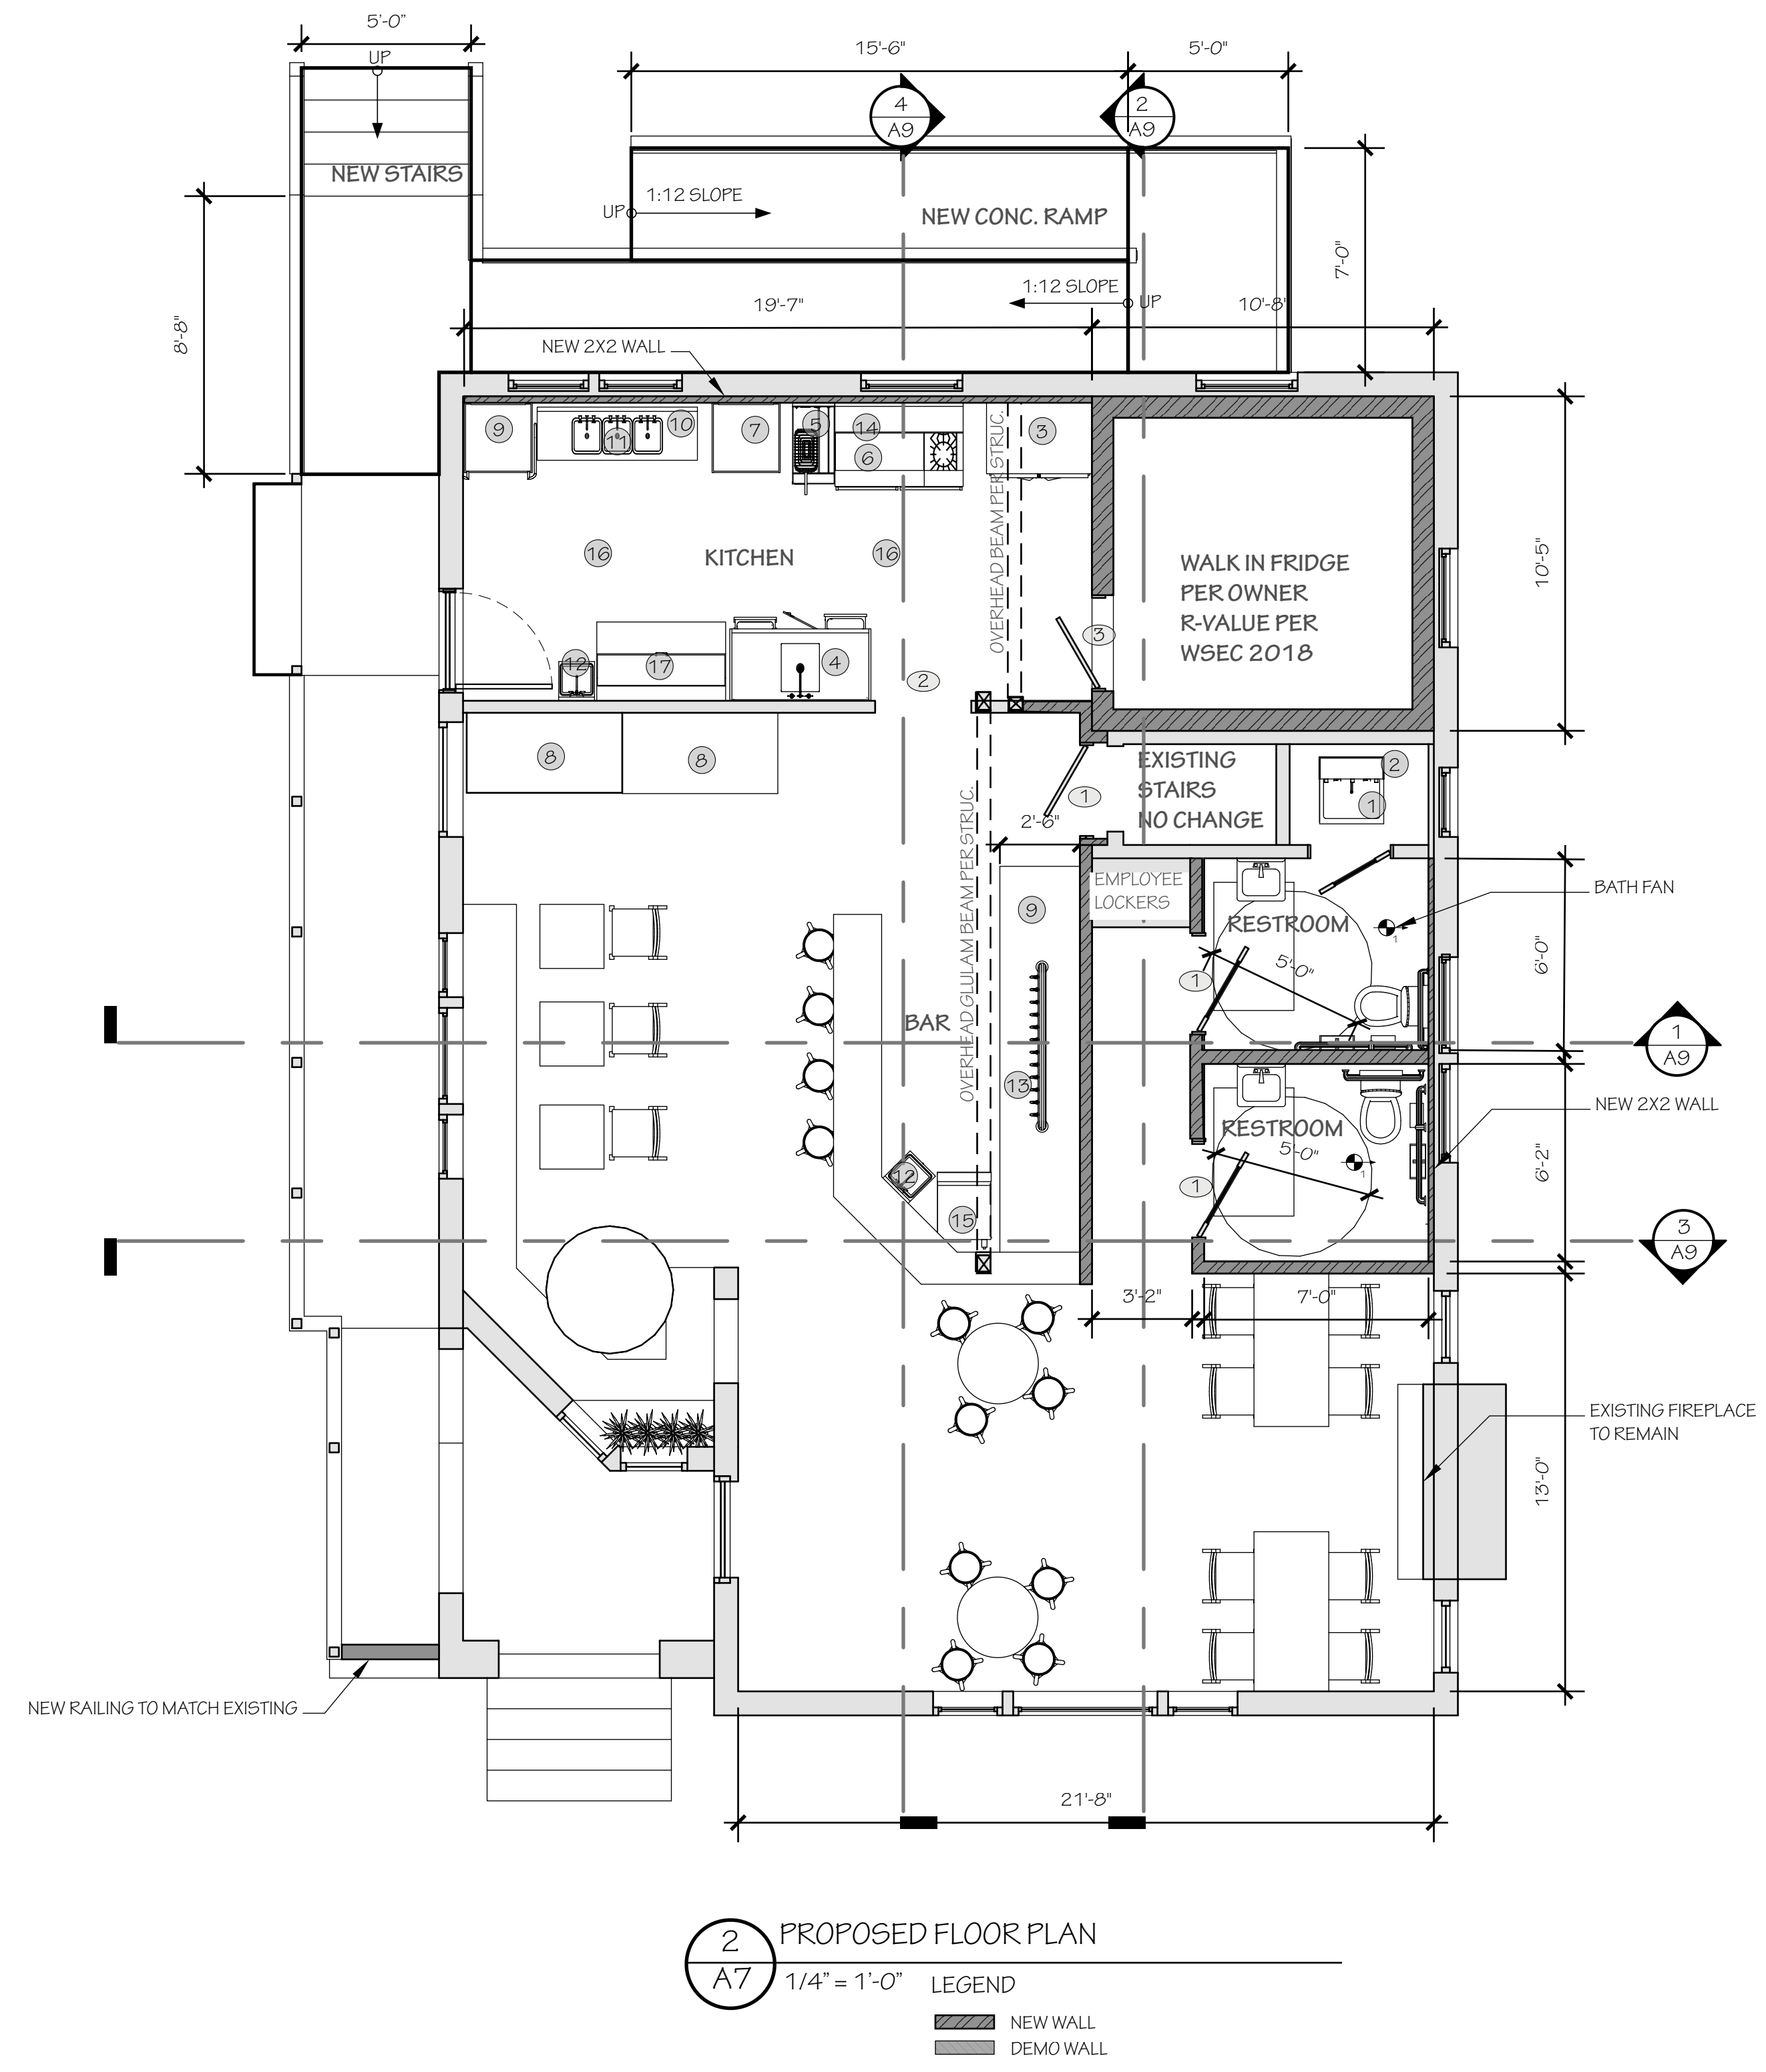 5'-0"
UP
15'-6"
5'-0"
4
A9
2
A9
NEW STAIRS
1:12 SLOPE
UP
NEW CONC. RAMP
7'-0"
1:12 SLOPE
UP
19'-7"
10'-8"
8'-8"
NEW 2X2 WALL
9
11
10
7
5
14
6
3
OVERHEAD BEAM PER STRUC.
16
KITCHEN
16
WALK IN FRIDGE
PER OWNER
R-VALUE PER
WSEC 2018
10'-5"
3
12
17
4
2
8
8
EXISTING
STAIRS
NO CHANGE
2
1
1
2'-6"
OVERHEAD GLULAM BEAM PER STRUC.
EMPLOYEE
LOCKERS
9
BATH FAN
RESTROOM
1
5'-0"
6'-0"
1
BAR
1
A9
13
NEW 2X2 WALL
RESTROOM
5'-0"
1
6'-2"
12
1
15
3
A9
3'-2"
7'-0"
EXISTING FIREPLACE
TO REMAIN
13'-0"
NEW RAILING TO MATCH EXISTING
21'-8"
2
A7
PROPOSED FLOOR PLAN
1/4" = 1'-0"
LEGEND
NEW WALL
DEMO WALL